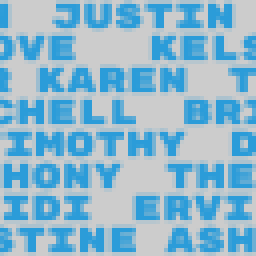 N JUSTIN
OVE KELS
R KAREN T
CHELL BRI
TIMOTHY D
HONY THE
IDI ERVI
STINE ASH